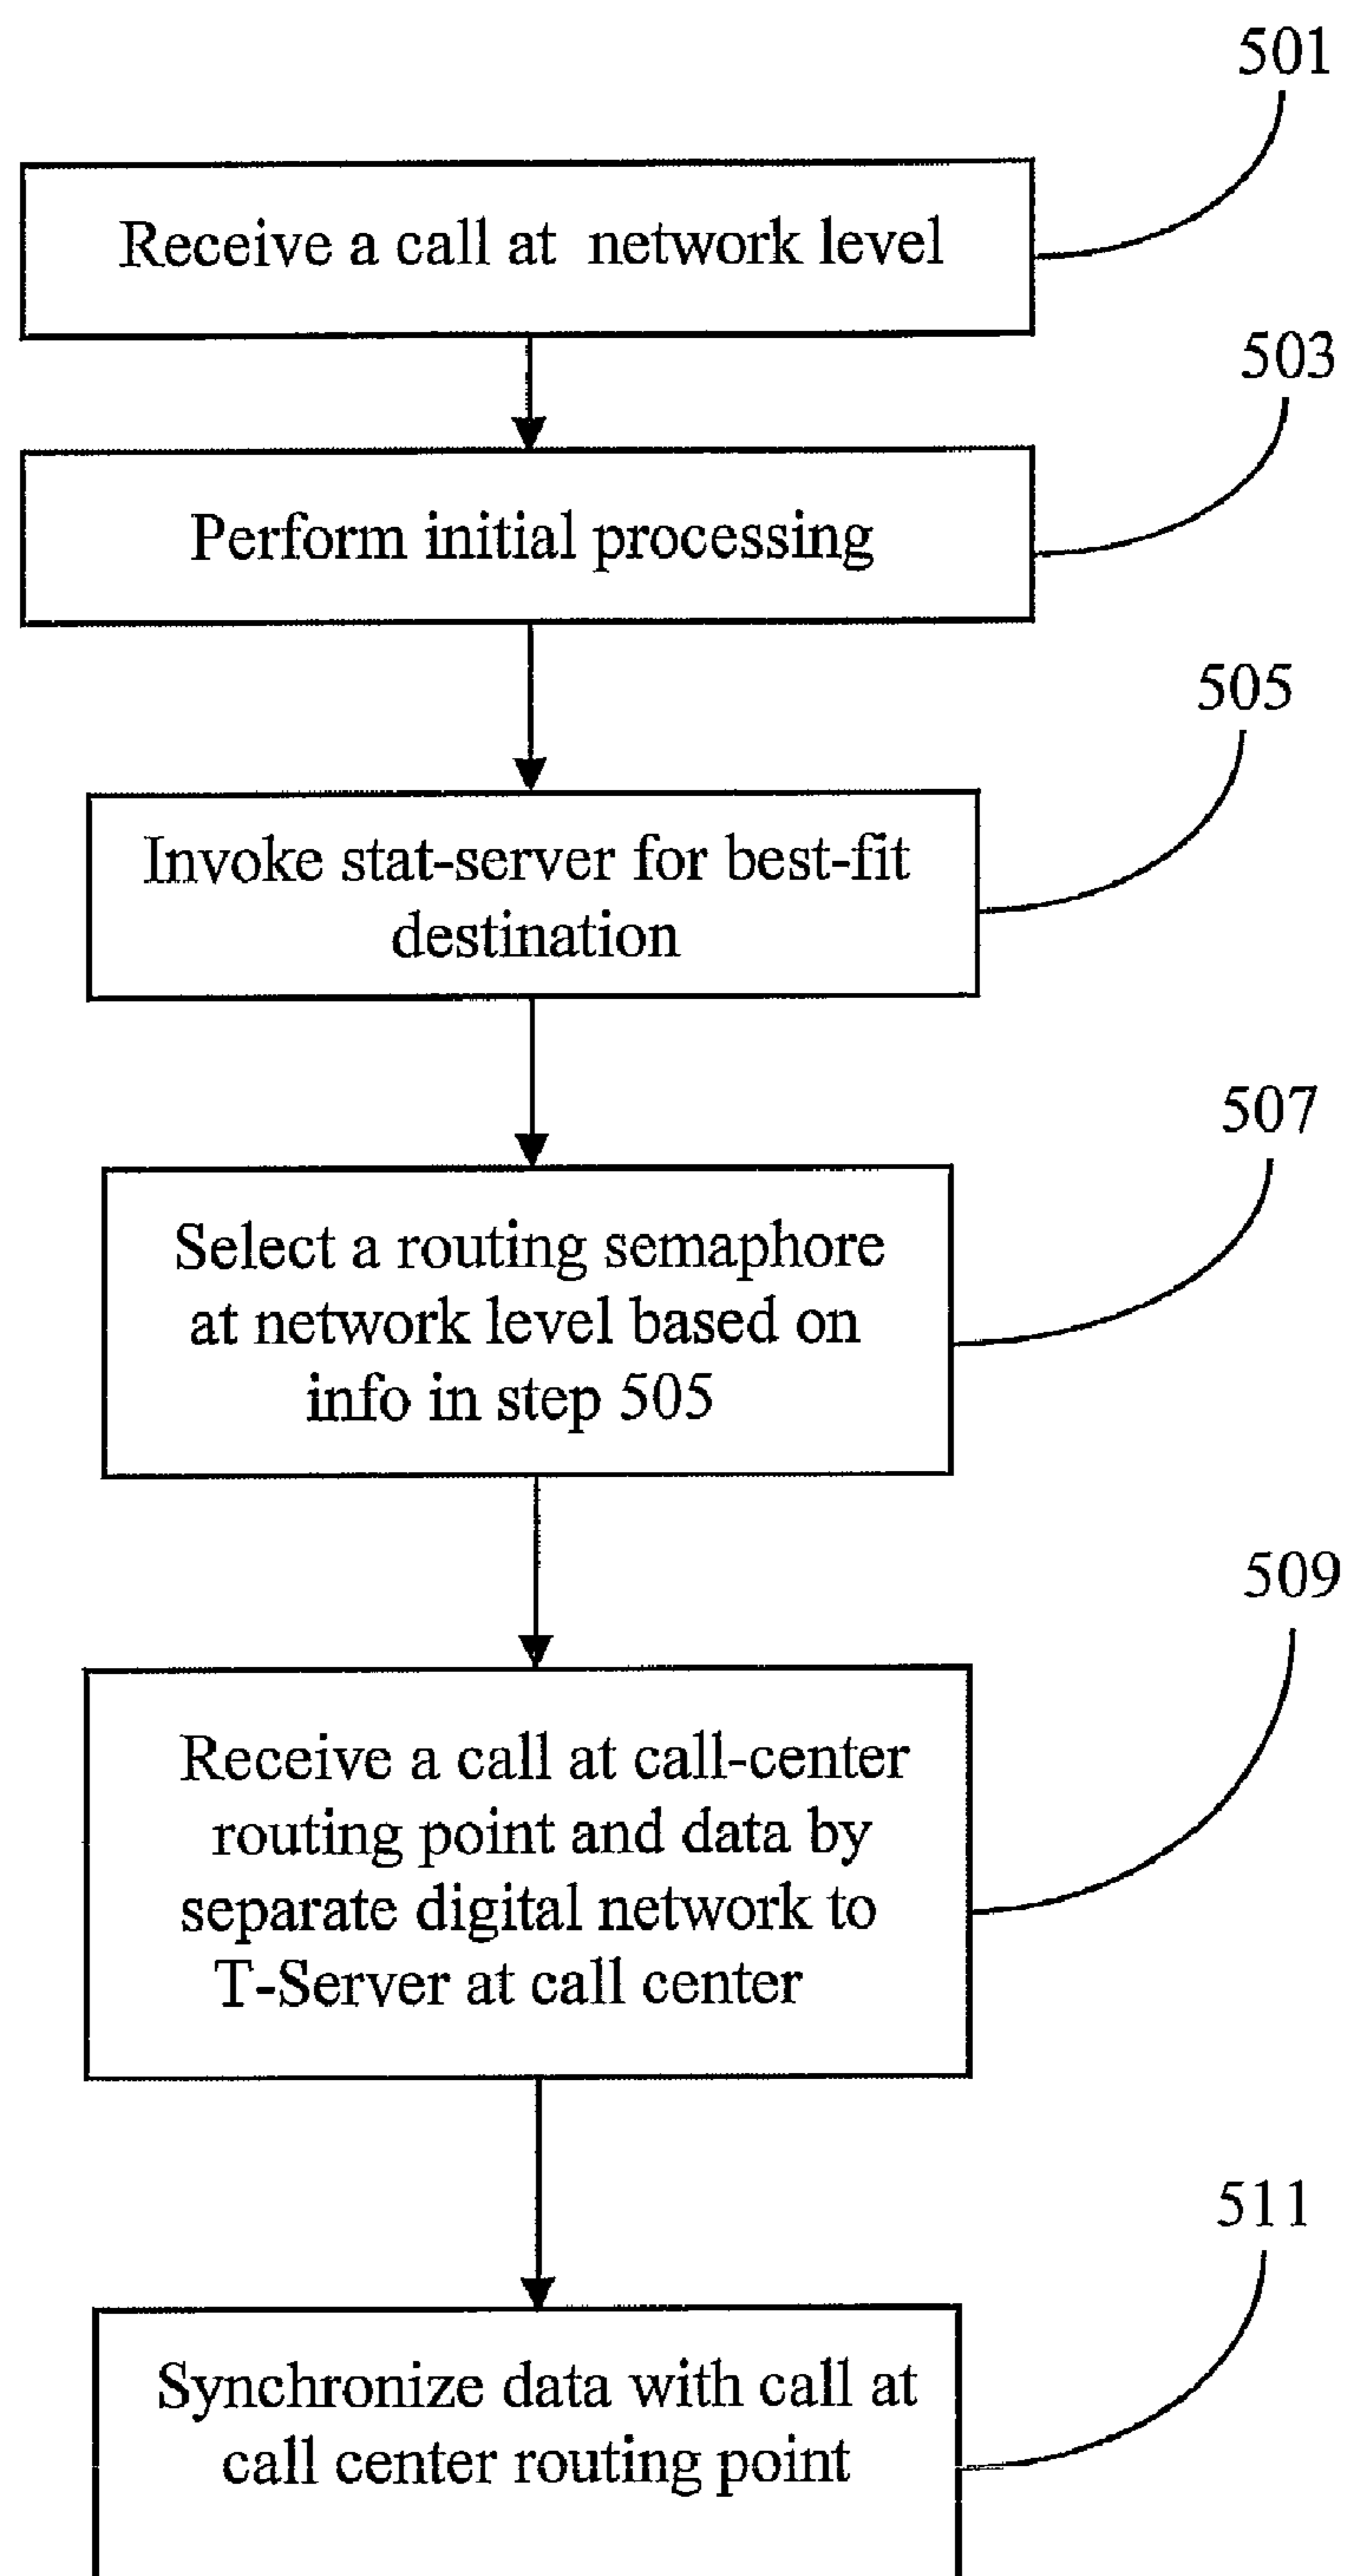 501
Receive a call at network level
503
Perform initial processing
505
Invoke stat-server for best-fit
destination
507
Select a routing semaphore
at network level based on
info in step 505
509
Receive a call at call-center
routing point and data by
separate digital network to
T-Server at call center
511
Synchronize data with call at
call center routing point